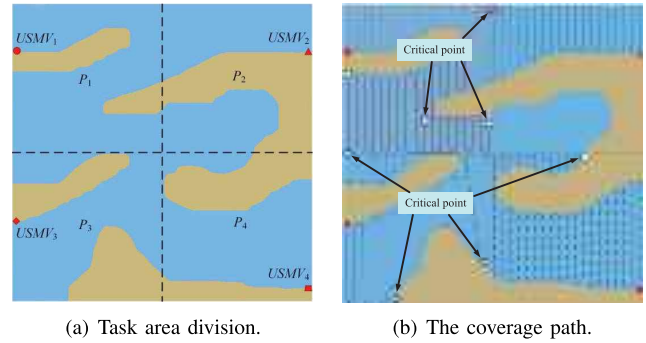 USMV₁
USMV₂
P₁
P₂
USMV₃
P₃
P₄
USMV₄
(a) Task area division.
Critical point
Critical point
(b) The coverage path.